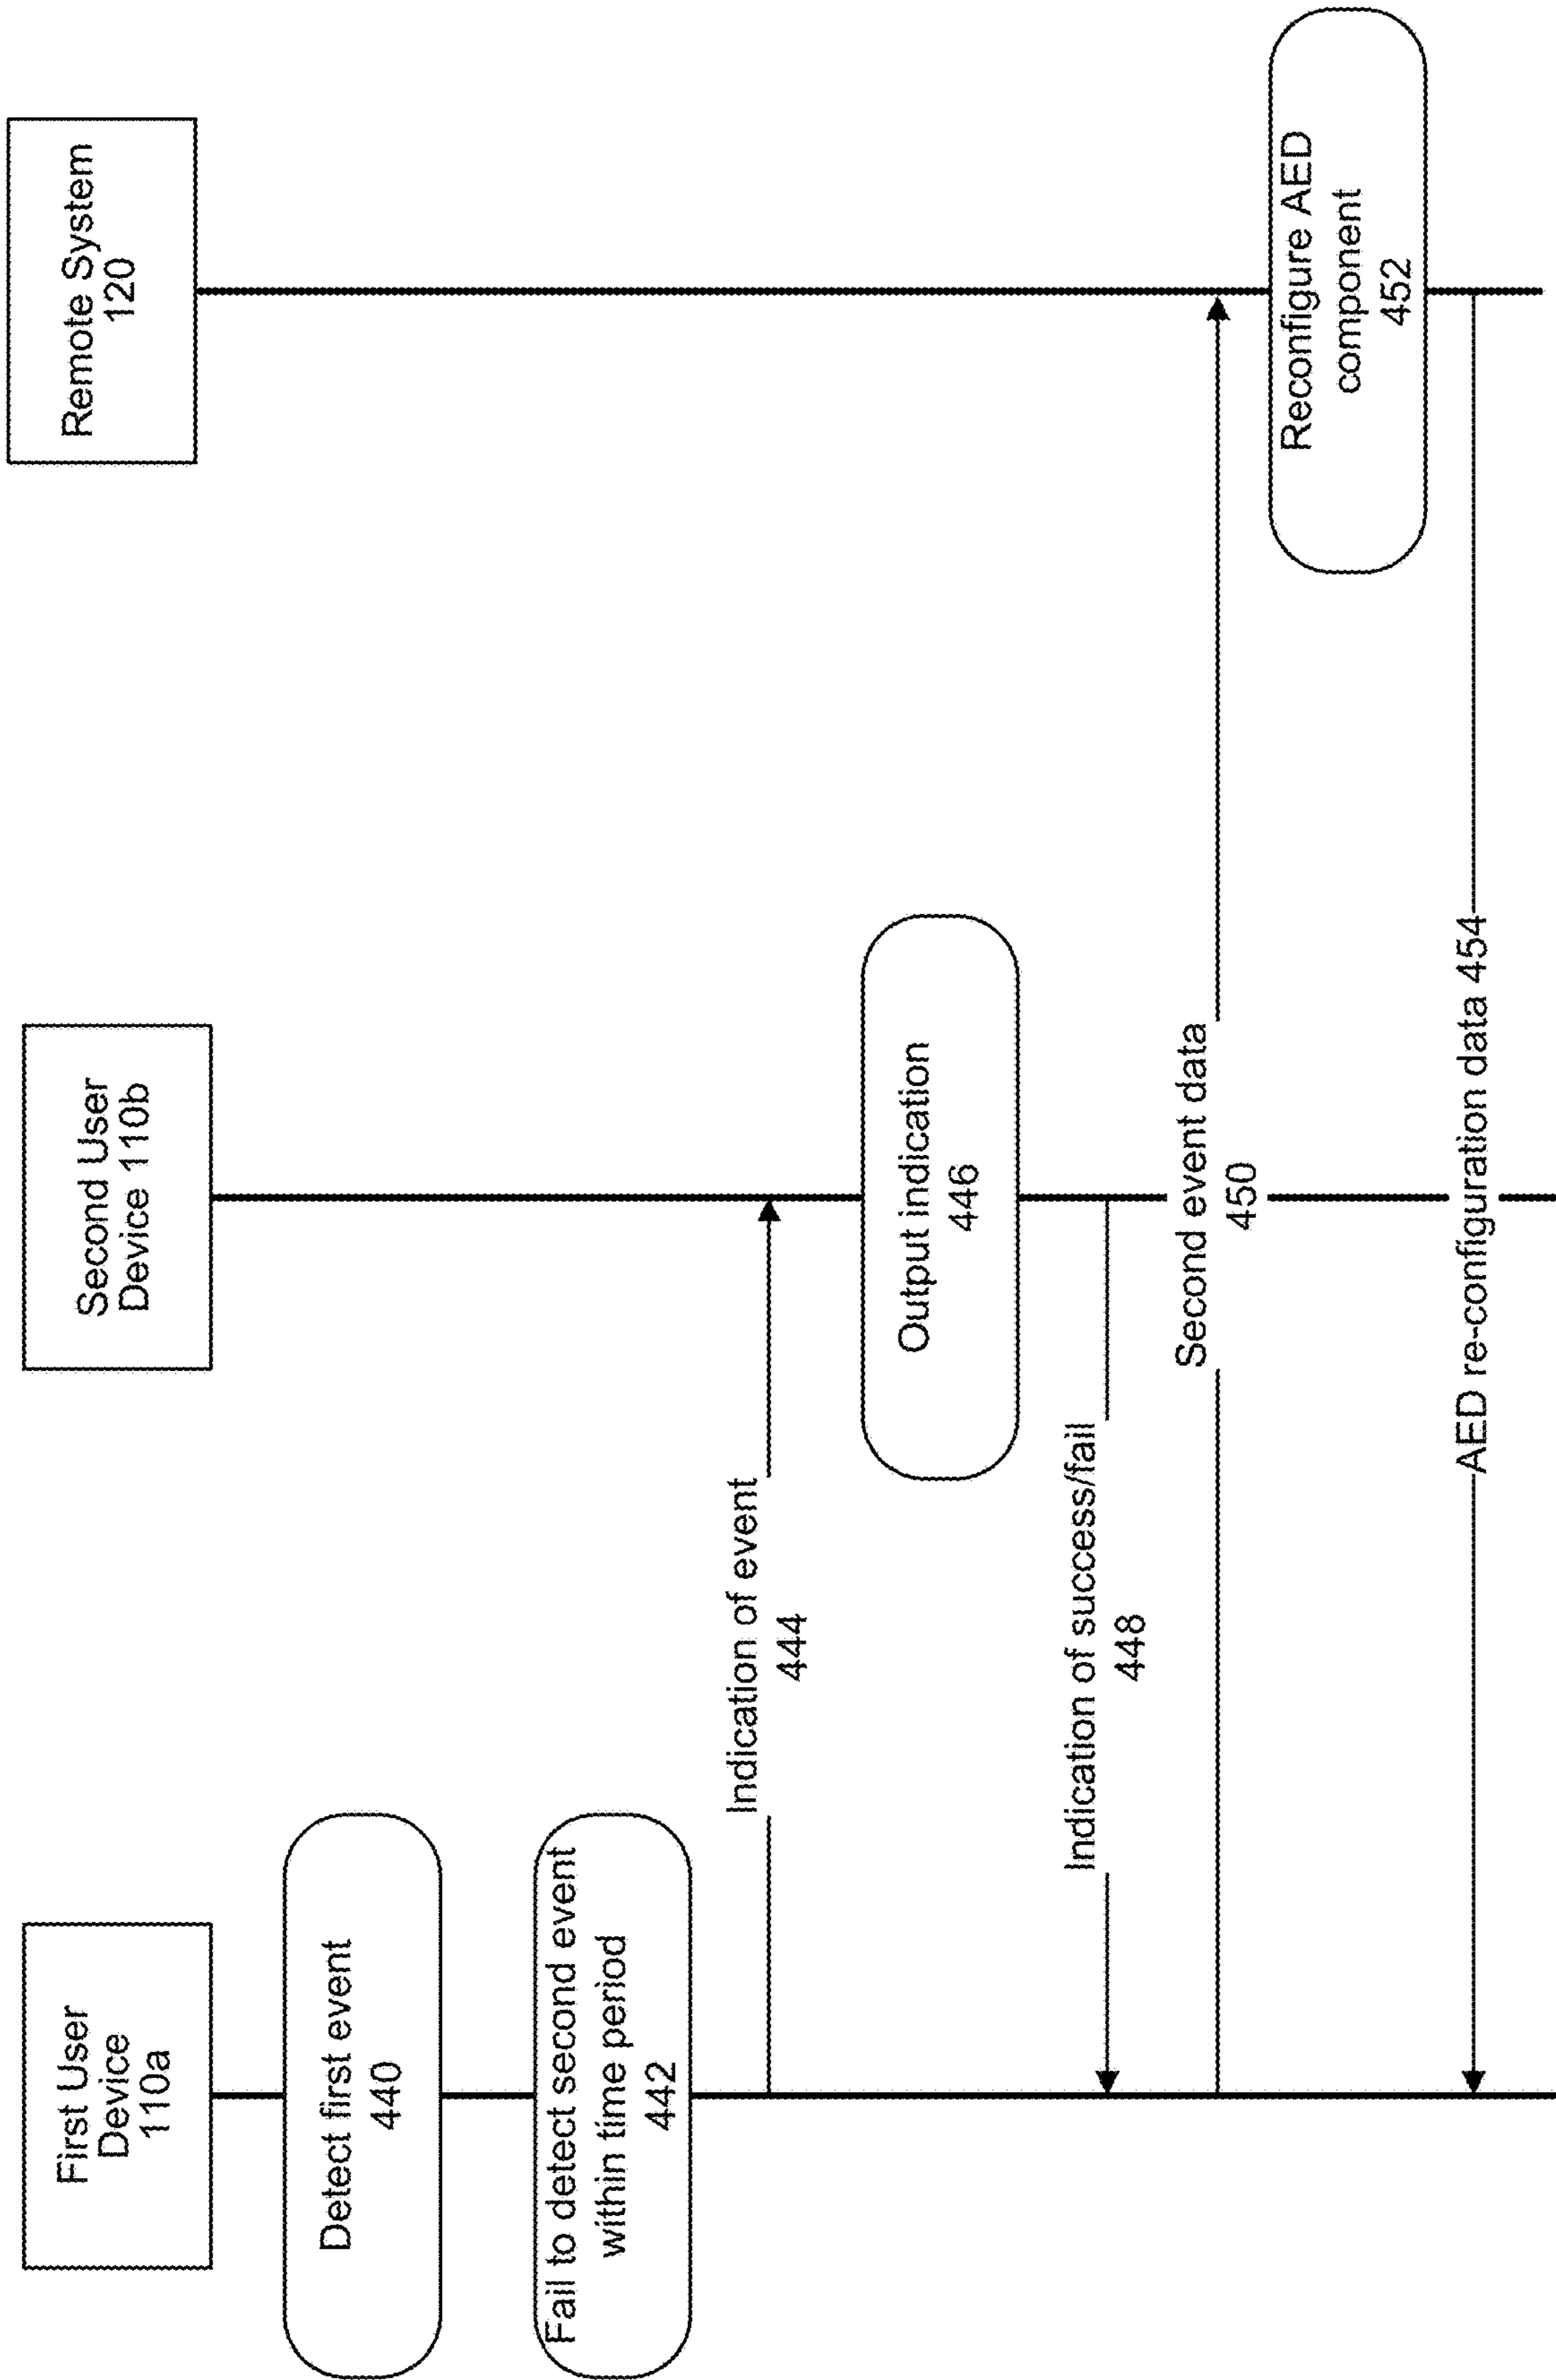 First User
Device
110a
Second User
Device 110b
Remote System
120
Detect first event
440
Fail to detect second event
within time period
442
Indication of event
444
Output indication
446
Indication of success/fail
448
Second event data
450
Reconfigure AED
component
452
AED re-configuration data 454